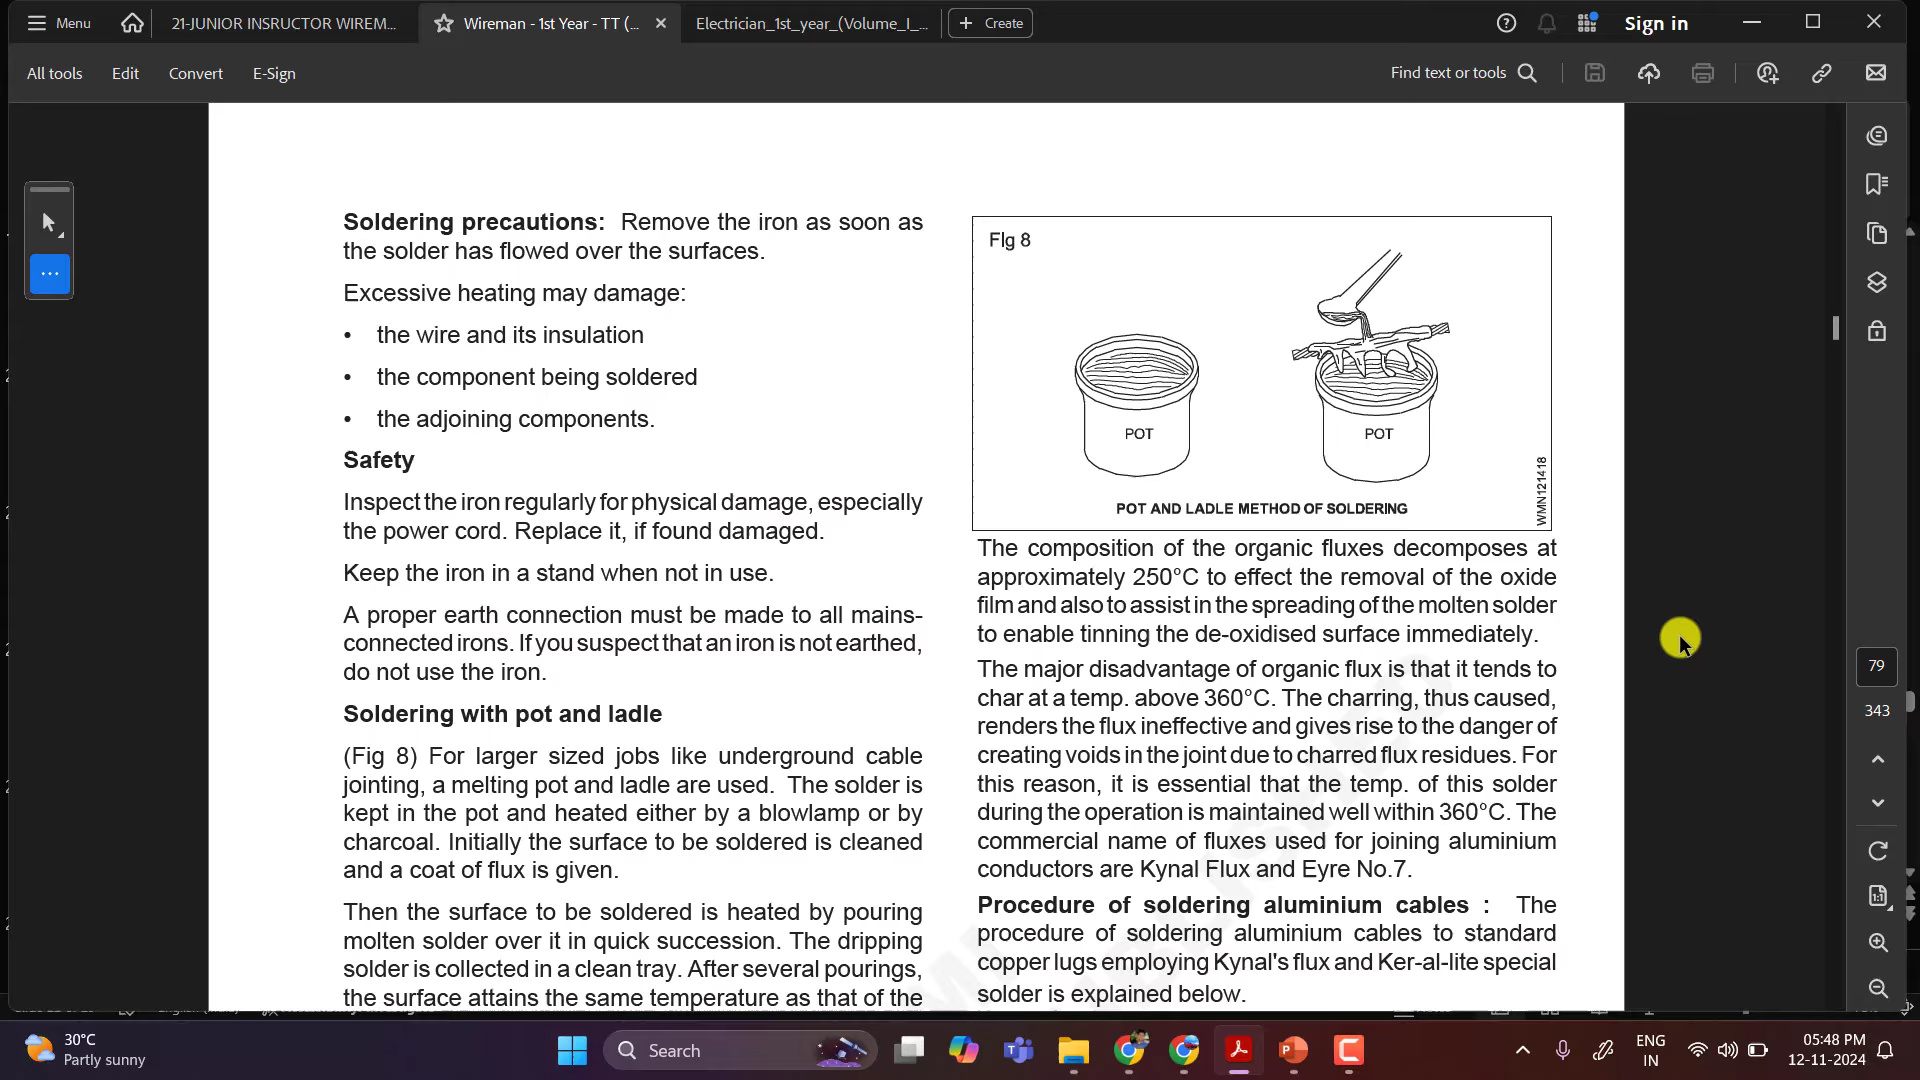 Menu
21-JUNIOR INSRUCTOR WIREM...
Wireman - 1st Year - TT (...
Electrician_1st_year_(Volume_I_...
Create
Sign in
All tools
Edit
Convert
E-Sign
Find text or tools
Soldering precautions: Remove the iron as soon as
the solder has flowed over the surfaces.
Excessive heating may damage:
• the wire and its insulation
• the component being soldered
• the adjoining components.
Safety
Inspect the iron regularly for physical damage, especially
the power cord. Replace it, if found damaged.
Keep the iron in a stand when not in use.
A proper earth connection must be made to all mains-
connected irons. If you suspect that an iron is not earthed,
do not use the iron.
Soldering with pot and ladle
(Fig 8) For larger sized jobs like underground cable
jointing, a melting pot and ladle are used. The solder is
kept in the pot and heated either by a blowlamp or by
charcoal. Initially the surface to be soldered is cleaned
and a coat of flux is given.
Then the surface to be soldered is heated by pouring
molten solder over it in quick succession. The dripping
solder is collected in a clean tray. After several pourings,
the surface attains the same temperature as that of the
FIg 8
POT
POT
POT AND LADLE METHOD OF SOLDERING
WMN121418
The composition of the organic fluxes decomposes at
approximately 250°C to effect the removal of the oxide
film and also to assist in the spreading of the molten solder
to enable tinning the de-oxidised surface immediately.
The major disadvantage of organic flux is that it tends to
char at a temp. above 360°C. The charring, thus caused,
renders the flux ineffective and gives rise to the danger of
creating voids in the joint due to charred flux residues. For
this reason, it is essential that the temp. of this solder
during the operation is maintained well within 360°C. The
commercial name of fluxes used for joining aluminium
conductors are Kynal Flux and Eyre No.7.
Procedure of soldering aluminium cables : The
procedure of soldering aluminium cables to standard
copper lugs employing Kynal's flux and Ker-al-lite special
solder is explained below.
79
343
30°C
Partly sunny
Search
ENG
IN
05:48 PM
12-11-2024